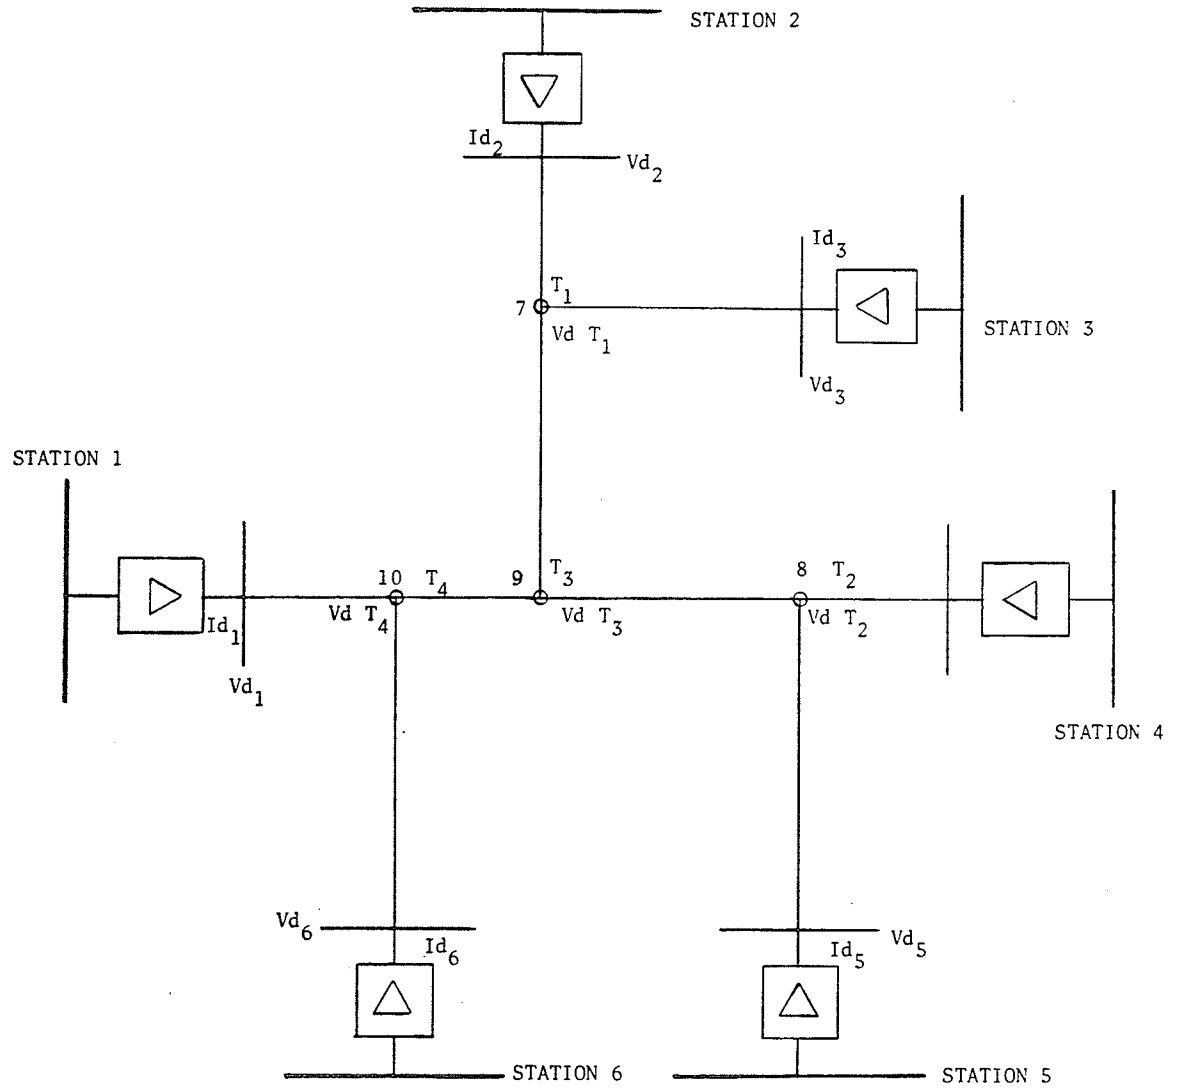 STATION 2
Id2
Vd2
Id3
T1
7
Vd T1
STATION 3
Vd3
STATION 1
10 T4 9 T3 8 T2
Id1 Vd T4 Vd T3 Vd T2
Vd1
STATION 4
Vd6
Id6
Id5 Vd5
STATION 6 STATION 5